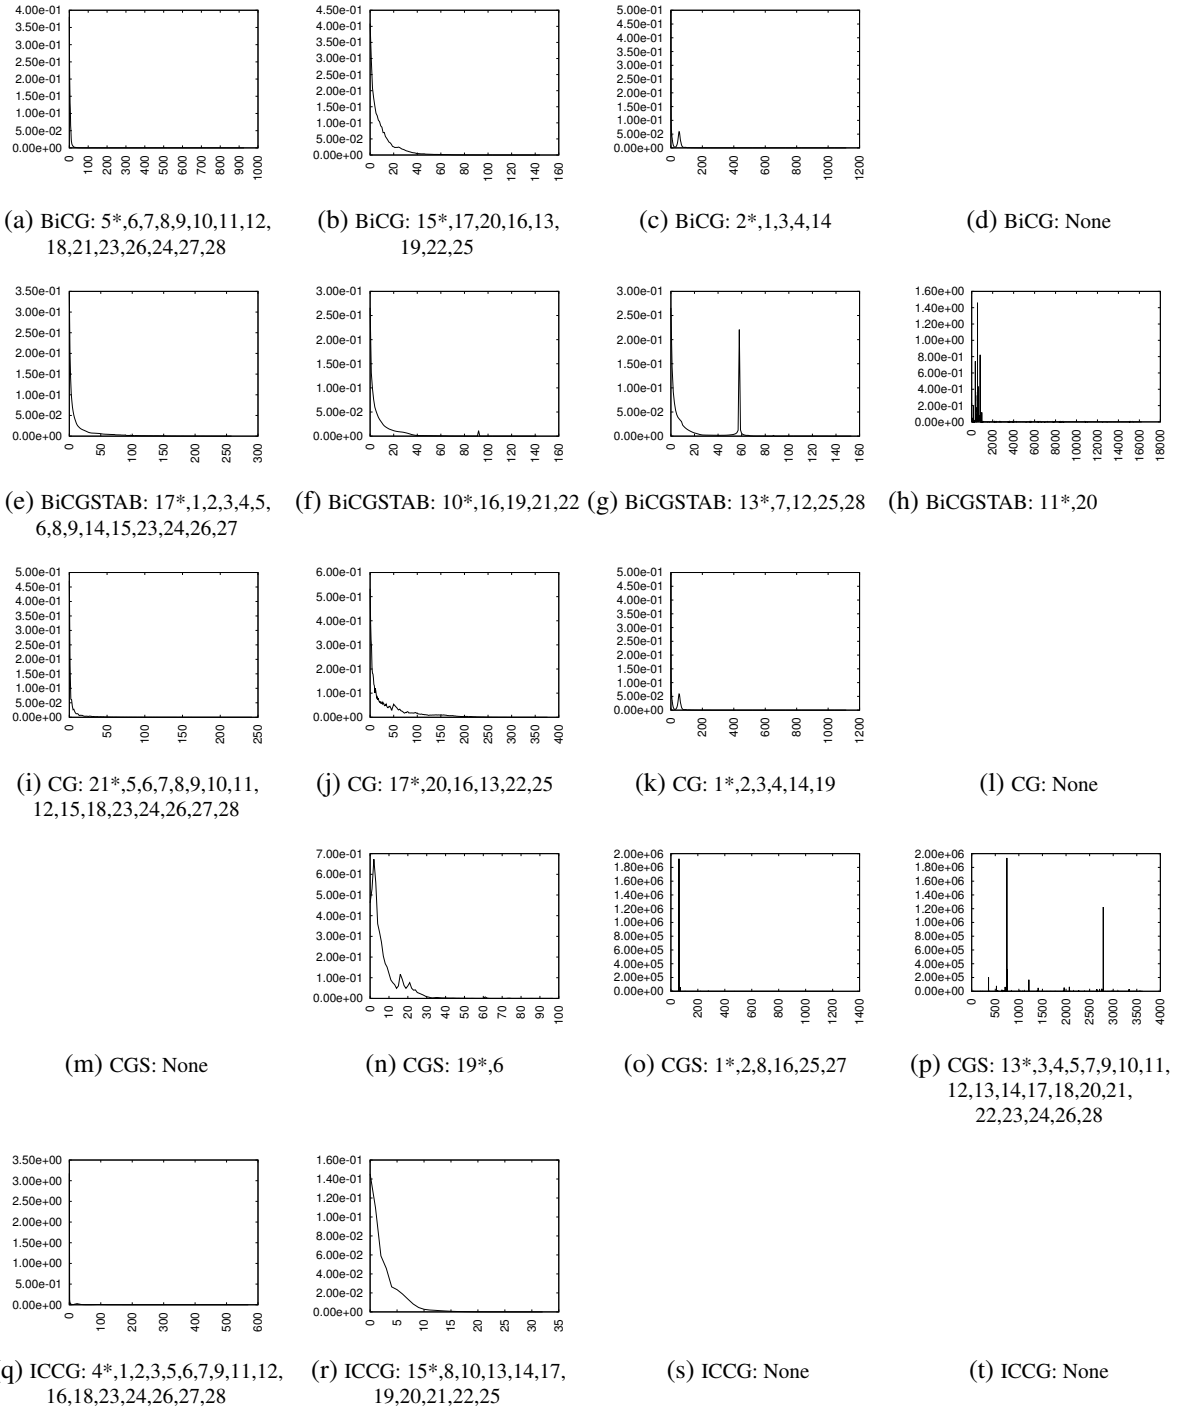 4.00e-01
3.50e-01
3.00e-01
2.50e-01
2.00e-01
1.50e-01
1.00e-01
5.00e-02
0.00e+00
0 100 200 300 400 500 600 700 800 900 1000
(a) BiCG: 5*,6,7,8,9,10,11,12,
18,21,23,26,24,27,28
4.50e-01
4.00e-01
3.50e-01
3.00e-01
2.50e-01
2.00e-01
1.50e-01
1.00e-01
5.00e-02
0.00e+00
0 20 40 60 80 100 120 140 160
(b) BiCG: 15*,17,20,16,13,
19,22,25
5.00e-01
4.50e-01
4.00e-01
3.50e-01
3.00e-01
2.50e-01
2.00e-01
1.50e-01
1.00e-01
5.00e-02
0.00e+00
0 200 400 600 800 1000 1200
(c) BiCG: 2*,1,3,4,14
(d) BiCG: None
3.50e-01
3.00e-01
2.50e-01
2.00e-01
1.50e-01
1.00e-01
5.00e-02
0.00e+00
0 50 100 150 200 250 300
(e) BiCGSTAB: 17*,1,2,3,4,5,
6,8,9,14,15,23,24,26,27
3.00e-01
2.50e-01
2.00e-01
1.50e-01
1.00e-01
5.00e-02
0.00e+00
0 20 40 60 80 100 120 140 160
(f) BiCGSTAB: 10*,16,19,21,22
3.00e-01
2.50e-01
2.00e-01
1.50e-01
1.00e-01
5.00e-02
0.00e+00
0 20 40 60 80 100 120 140 160
(g) BiCGSTAB: 13*,7,12,25,28
1.60e+00
1.40e+00
1.20e+00
1.00e+00
8.00e-01
6.00e-01
4.00e-01
2.00e-01
0.00e+00
0 2000 4000 6000 8000 10000 12000 14000 16000 18000
(h) BiCGSTAB: 11*,20
5.00e-01
4.50e-01
4.00e-01
3.50e-01
3.00e-01
2.50e-01
2.00e-01
1.50e-01
1.00e-01
5.00e-02
0.00e+00
0 50 100 150 200 250
(i) CG: 21*,5,6,7,8,9,10,11,
12,15,18,23,24,26,27,28
6.00e-01
5.00e-01
4.00e-01
3.00e-01
2.00e-01
1.00e-01
0.00e+00
0 50 100 150 200 250 300 350 400
(j) CG: 17*,20,16,13,22,25
5.00e-01
4.50e-01
4.00e-01
3.50e-01
3.00e-01
2.50e-01
2.00e-01
1.50e-01
1.00e-01
5.00e-02
0.00e+00
0 200 400 600 800 1000 1200
(k) CG: 1*,2,3,4,14,19
(l) CG: None
(m) CGS: None
7.00e-01
6.00e-01
5.00e-01
4.00e-01
3.00e-01
2.00e-01
1.00e-01
0.00e+00
0 10 20 30 40 50 60 70 80 90 100
(n) CGS: 19*,6
2.00e+06
1.80e+06
1.60e+06
1.40e+06
1.20e+06
1.00e+06
8.00e+05
6.00e+05
4.00e+05
2.00e+05
0.00e+00
0 200 400 600 800 1000 1200 1400
(o) CGS: 1*,2,8,16,25,27
2.00e+06
1.80e+06
1.60e+06
1.40e+06
1.20e+06
1.00e+06
8.00e+05
6.00e+05
4.00e+05
2.00e+05
0.00e+00
0 500 1000 1500 2000 2500 3000 3500 4000
(p) CGS: 13*,3,4,5,7,9,10,11,
12,13,14,17,18,20,21,
22,23,24,26,28
3.50e+00
3.00e+00
2.50e+00
2.00e+00
1.50e+00
1.00e+00
5.00e-01
0.00e+00
0 100 200 300 400 500 600
q) ICCG: 4*,1,2,3,5,6,7,9,11,12,
16,18,23,24,26,27,28
1.60e-01
1.40e-01
1.20e-01
1.00e-01
8.00e-02
6.00e-02
4.00e-02
2.00e-02
0.00e+00
0 5 10 15 20 25 30 35
(r) ICCG: 15*,8,10,13,14,17,
19,20,21,22,25
(s) ICCG: None
(t) ICCG: None